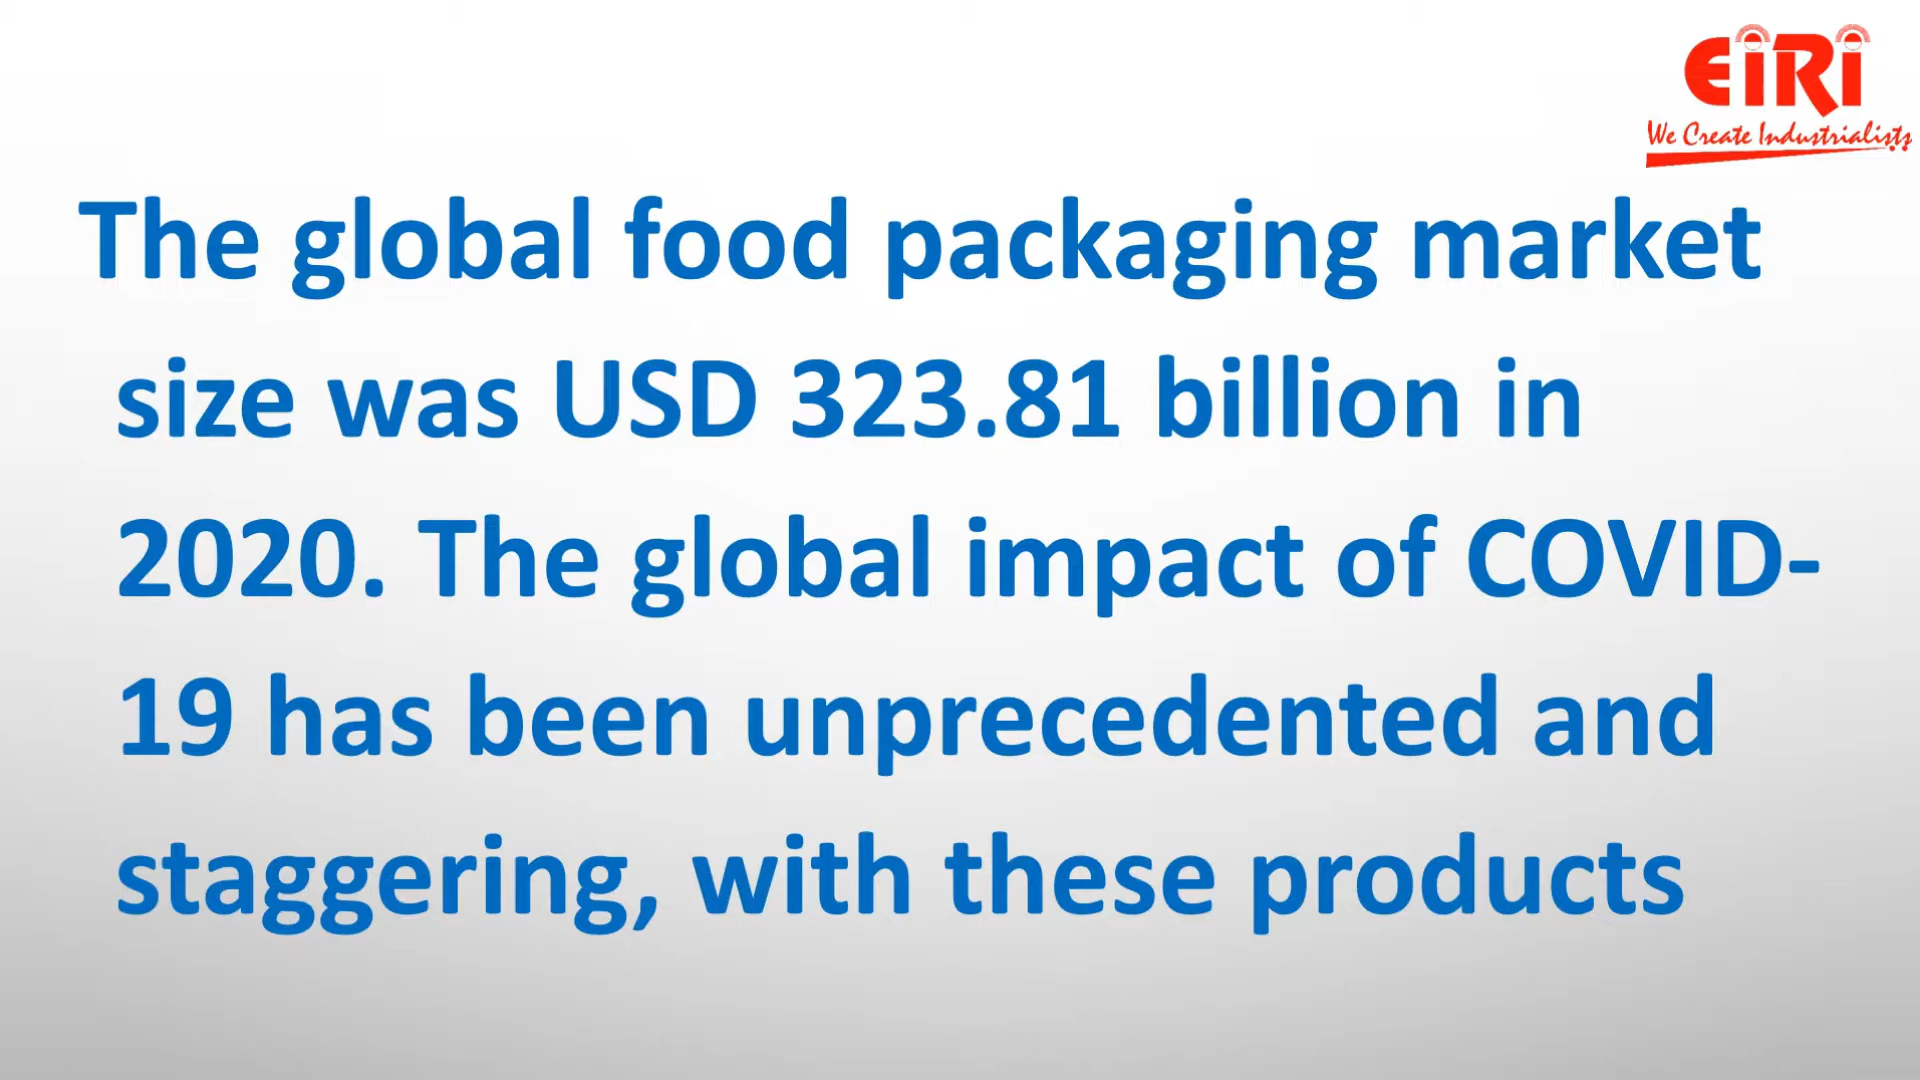 EiRi
We Create Industrialists
The global food packaging market
size was USD 323.81 billion in
2020. The global impact of COVID-
19 has been unprecedented and
staggering, with these products